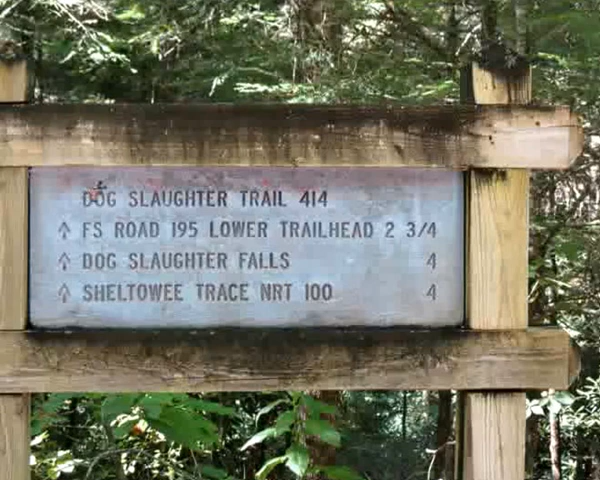 DOG SLAUGHTER TRAIL 414
↑ FS ROAD 195 LOWER TRAILHEAD 2 3/4
↑ DOG SLAUGHTER FALLS 4
↑ SHELTOWEE TRACE NRT 100 4